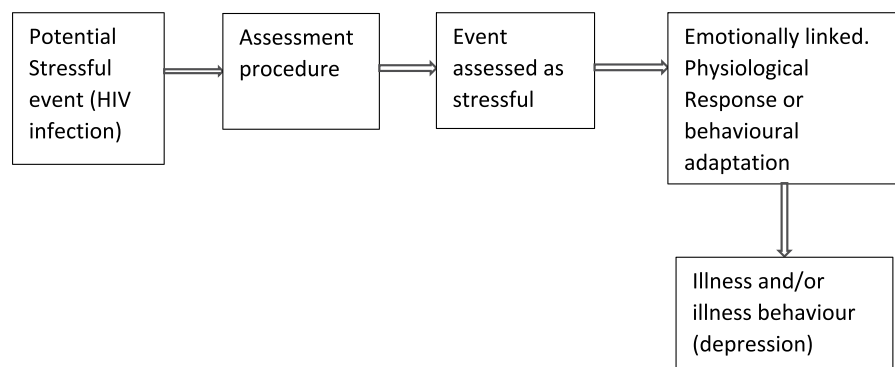 Potential
Stressful
event (HIV
infection)
Assessment
procedure
Event
assessed as
stressful
Emotionally linked.
Physiological
Response or
behavioural
adaptation
Illness and/or
illness behaviour
(depression)